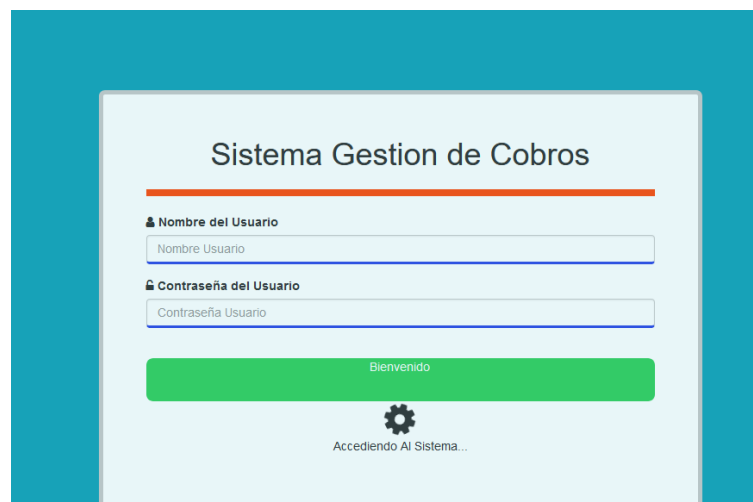 Sistema Gestion de Cobros
Nombre del Usuario
Nombre Usuario
Contraseña del Usuario
Contraseña Usuario
Bienvenido
Accediendo Al Sistema...